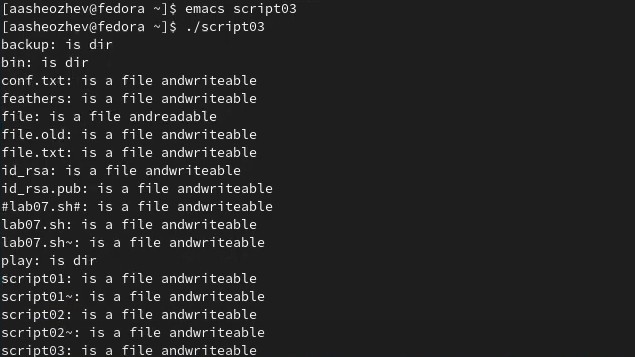 [aasheozhev@fedora ~]$ emacs script03
[aasheozhev@fedora ~]$ ./script03
backup: is dir
bin: is dir
conf.txt: is a file andwriteable
feathers: is a file andwriteable
file: is a file andreadable
file.old: is a file andwriteable
file.txt: is a file andwriteable
id_rsa: is a file andwriteable
id_rsa.pub: is a file andwriteable
#lab07.sh#: is a file andwriteable
lab07.sh: is a file andwriteable
lab07.sh~: is a file andwriteable
play: is dir
script01: is a file andwriteable
script01~: is a file andwriteable
script02: is a file andwriteable
script02~: is a file andwriteable
script03: is a file andwriteable